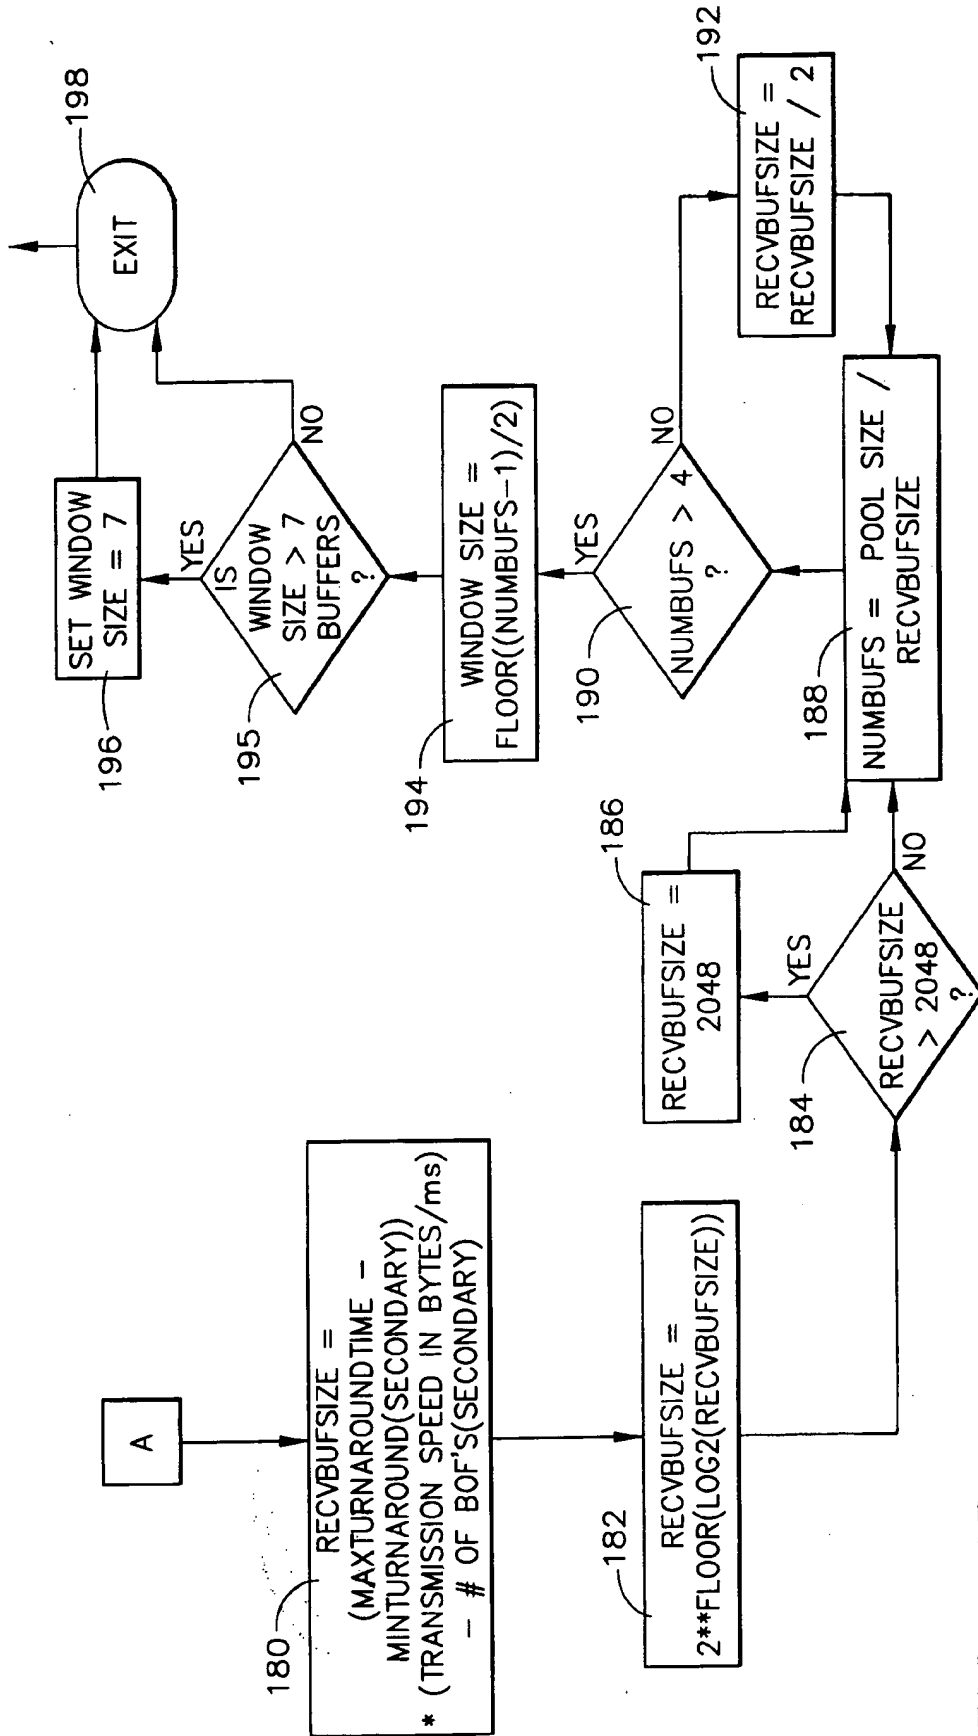 A
180
RECVBUFSIZE =
(MAXTURNAROUNDTIME -
MINTURNAROUND(SECONDARY))
* (TRANSMISSION SPEED IN BYTES/ms)
- # OF BOF'S(SECONDARY)
182
RECVBUFSIZE =
2**FLOOR(LOG2(RECVBUFSIZE))
184
RECVBUFSIZE
> 2048
?
YES
NO
186
RECVBUFSIZE =
2048
188
NUMBUFS = POOL SIZE /
RECVBUFSIZE
190
NUMBUFS > 4
?
YES
NO
192
RECVBUFSIZE =
RECVBUFSIZE / 2
194
WINDOW SIZE =
FLOOR((NUMBUFS-1)/2)
195
IS
WINDOW
SIZE > 7
BUFFERS
?
YES
NO
196
SET WINDOW
SIZE = 7
198
EXIT